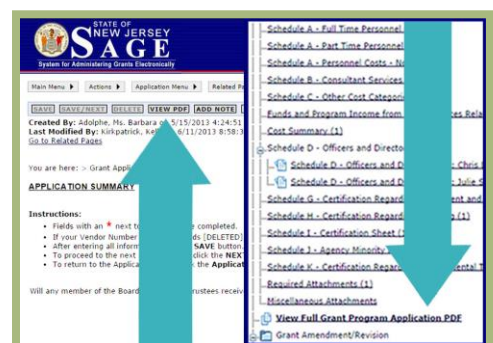 STATE OF
NEW JERSEY
SAGE
System for Administering Grants Electronically
Main Menu
Actions
Application Menu
Related Pa
SAVE SAVE/NEXT DELETE VIEW PDF ADD NOTE
Created By: Adolphe, Ms. Barbara on 5/15/2013 4:24:51
Last Modified By: Kirkpatrick, 6/11/2013 8:58:3
Go to Related Pages
You are here: > Grant Appl
APPLICATION SUMMARY
Instructions:
Fields with an * next to completed.
If your Vendor Number ds [DELETED]
After entering all inform SAVE button.
To proceed to the next click the NEX
To return to the Applica k the Applicat
Will any member of the Board rustees receiv
Schedule A - Full Time Personnel
Schedule A - Part Time Personnel
Schedule A - Personnel Costs - N
Schedule B - Consultant Services
Schedule C - Other Cost Categori
Funds and Program Income from ces Rela
Cost Summary (1)
Schedule D - Officers and Directo
Schedule D - Officers and D Chris
Schedule D - Officers and D Julie S
Schedule G - Certification Regard ent and
Schedule H - Certification Regard (1)
Schedule I - Certification Sheet (
Schedule J - Agency Minority
Schedule K - Certification Regard ental T
Required Attachments (1)
Miscellaneous Attachments
View Full Grant Program Application PDF
Grant Amendment/Revision